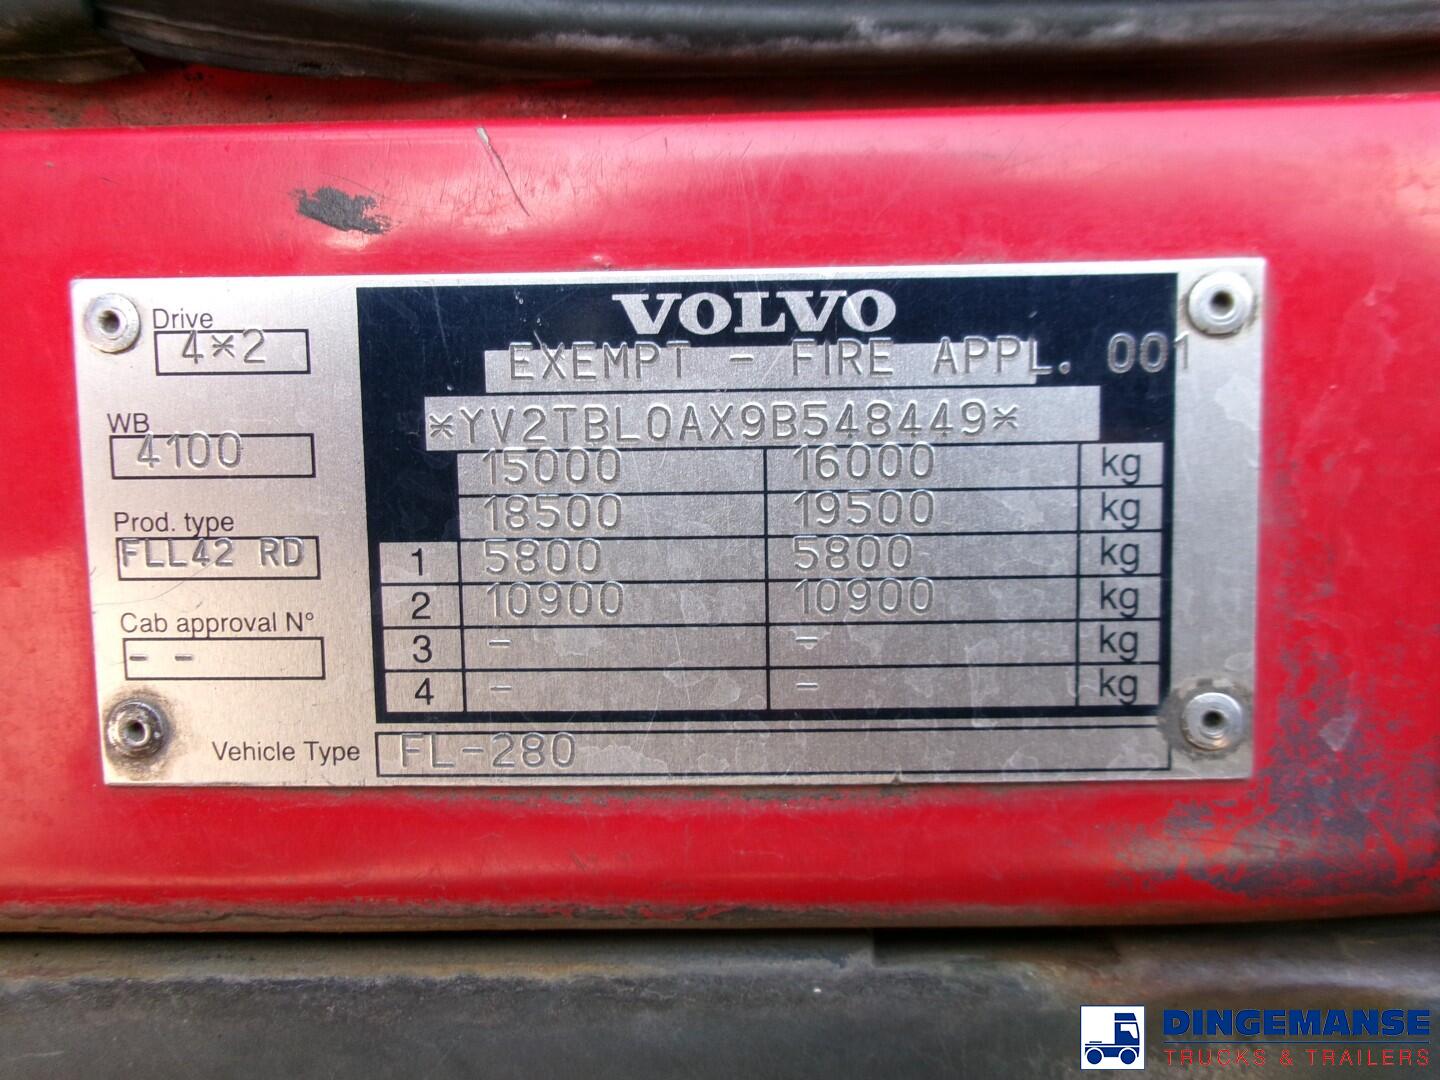 VOLVO
EXEMPT - FIRE APPL. 001
*YV2TBL0AX9B548449*
Drive
4*2
WB
4100
Prod. type
FLL42 RD
Cab approval N°
- -
15000 16000 kg
18500 19500 kg
1 5800 5800 kg
2 10900 10900 kg
3 - - kg
4 - - kg
Vehicle Type FL-280
DINGEMANSE
TRUCKS & TRAILERS